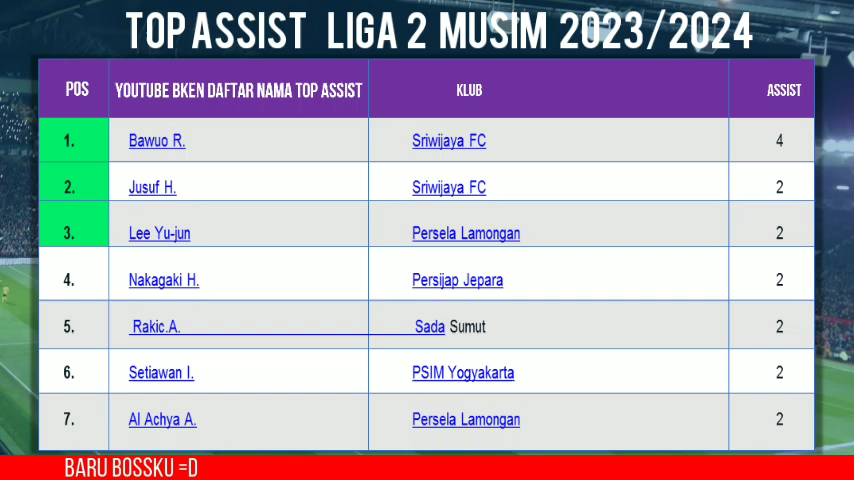 TOP ASSIST LIGA 2 MUSIM 2023/2024
POS YOUTUBE BKEN DAFTAR NAMA TOP ASSIST KLUB ASSIST
1. Bawuo R. Sriwijaya FC 4
2. Jusuf H. Sriwijaya FC 2
3. Lee Yu-jun Persela Lamongan 2
4. Nakagaki H. Persijap Jepara 2
5. Rakic.A. Sada Sumut 2
6. Setiawan I. PSIM Yogyakarta 2
7. Al Achya A. Persela Lamongan 2
BARU BOSSKU =D